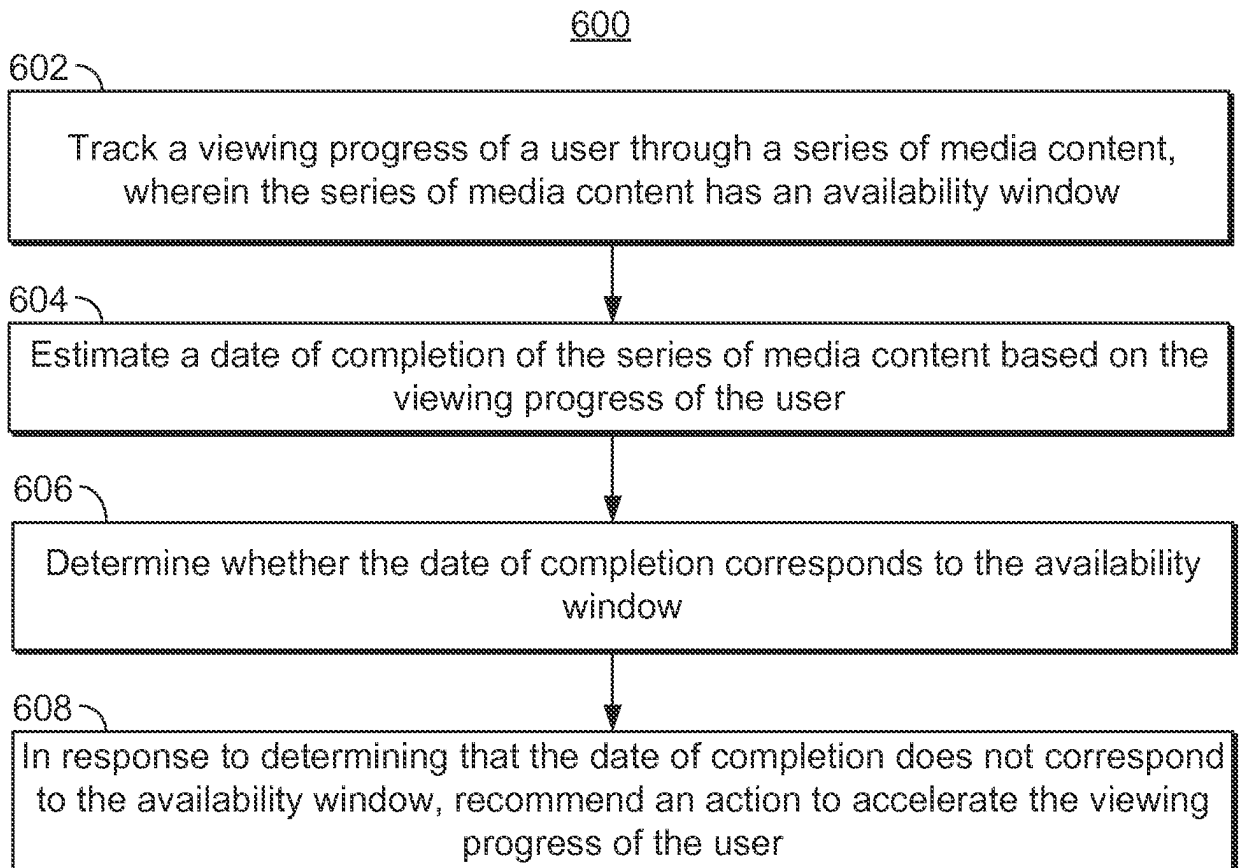 600
602
Track a viewing progress of a user through a series of media content,
wherein the series of media content has an availability window
604
Estimate a date of completion of the series of media content based on the
viewing progress of the user
606
Determine whether the date of completion corresponds to the availability
window
608
In response to determining that the date of completion does not correspond
to the availability window, recommend an action to accelerate the viewing
progress of the user